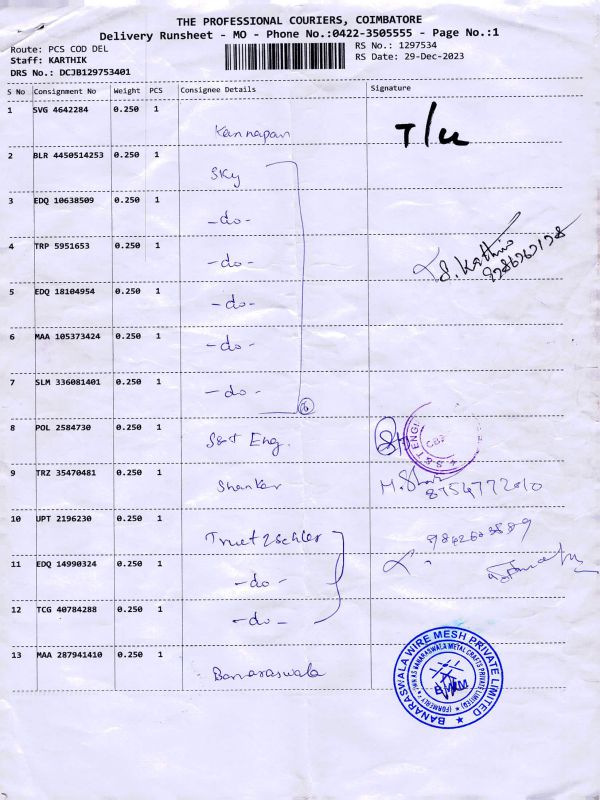 THE PROFESSIONAL COURIERS, COIMBATORE
Delivery Runsheet - MO - Phone No.:0422-3505555 - Page No.:1
Route: PCS COD DEL
Staff: KARTHIK
DRS No.: DCJB129753401
RS No.: 1297534
RS Date: 29-Dec-2023
S No Consignment No Weight PCS Consignee Details Signature
1 SVG 4642284 0.250 1 Kannapan T/u
2 BLR 4450514253 0.250 1 Sky
3 EDQ 10638509 0.250 1 -do-
4 TRP 5951653 0.250 1 -do-
5 EDQ 18104954 0.250 1 -do-
6 MAA 105373424 0.250 1 -do-
7 SLM 336081401 0.250 1 -do-
8 POL 2584730 0.250 1 S&T Eng.
9 TRZ 35470481 0.250 1 Shanker
8754772010
10 UPT 2196230 0.250 1 Truetzschler
11 EDQ 14990324 0.250 1 -do-
12 TCG 40784288 0.250 1 -do-
13 MAA 287941410 0.250 1 Banaraswala
BANARASWALA WIRE MESH PRIVATE LIMITED